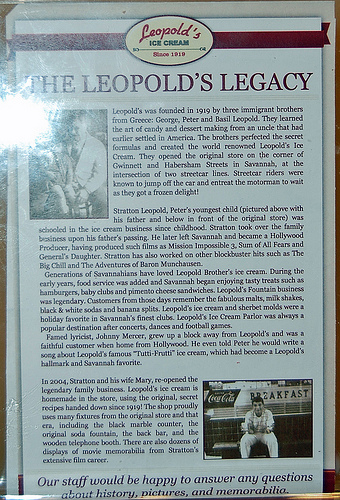 Leopold's
ICE CREAM
Since 1919
THE LEOPOLD'S LEGACY
Leopold's was founded in 1919 by three immigrant brothers
from Greece: George, Peter and Basil Leopold. They learned
the art of candy and dessert making from an uncle that had
earlier settled in America. The brothers perfected the secret
formulas and created the world renowned Leopold's Ice
Cream. They opened the original store on the corner of
Gwinnett and Habersham Streets in Savannah, at the
intersection of two streetcar lines. Streetcar riders were
known to jump off the car and entreat the motorman to wait
as they got a frozen delight!
Stratton Leopold, Peter's youngest child (pictured above with
his father and below in front of the original store) was
schooled in the ice cream business since childhood. Stratton took over the family
business upon his father's passing. He later left Savannah and became a Hollywood
Producer, having produced such films as Mission Impossible 3, Sum of All Fears and
General's Daughter. Stratton has also worked on other blockbuster hits such as The
Big Chill and The Adventures of Baron Munchausen.
Generations of Savannahians have loved Leopold Brother's ice cream. During the
early years, food service was added and Savannah began enjoying tasty treats such as
hamburgers, baby clubs and pimento cheese sandwiches. Leopold's Fountain business
was legendary. Customers from those days remember the fabulous malts, milk shakes,
black & white sodas and banana splits. Leopold's ice cream and sherbet molds were a
holiday favorite in Savannah's finest clubs. Leopold's Ice Cream Parlor was always a
popular destination after concerts, dances and football games.
Famed lyricist, Johnny Mercer, grew up a block away from Leopold's and was a
faithful customer when home from Hollywood. He even told Peter he would write a
song about Leopold's famous "Tutti-Frutti" ice cream, which had become a Leopold's
hallmark and Savannah favorite.
In 2004, Stratton and his wife Mary, re-opened the
legendary family business. Leopold's ice cream is
homemade in the store, using the original, secret
recipes handed down since 1919! The shop proudly
uses many fixtures from the original store and that
era, including the black marble counter, the
original soda fountain, the back bar, and the
wooden telephone booth. There are also dozens of
displays of movie memorabilia from Stratton's
extensive film career.
Coca-Cola BREAKFAST
Our staff would be happy to answer any questions
about history, pictures, and memorabilia.